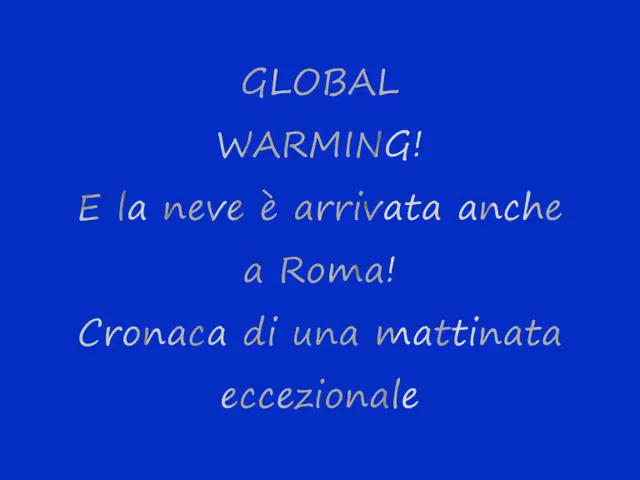 GLOBAL
WARMING!
E la neve è arrivata anche
a Roma!
Cronaca di una mattinata
eccezionale